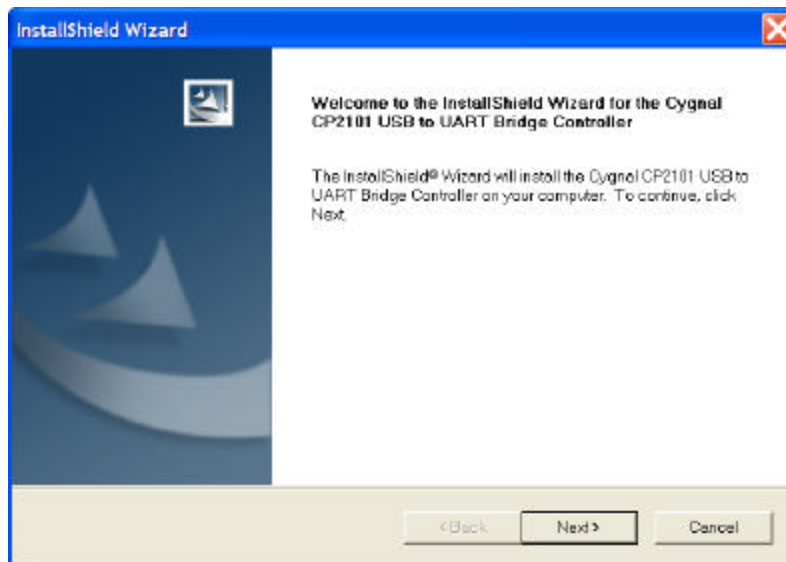 InstallShield Wizard
Welcome to the InstallShield Wizard for the Cygnal
CP2101 USB to UART Bridge Controller
The InstallShield® Wizard will install the Cygnal CP2101 USB to
UART Bridge Controller on your computer. To continue, click
Next.
< Back
Next >
Cancel